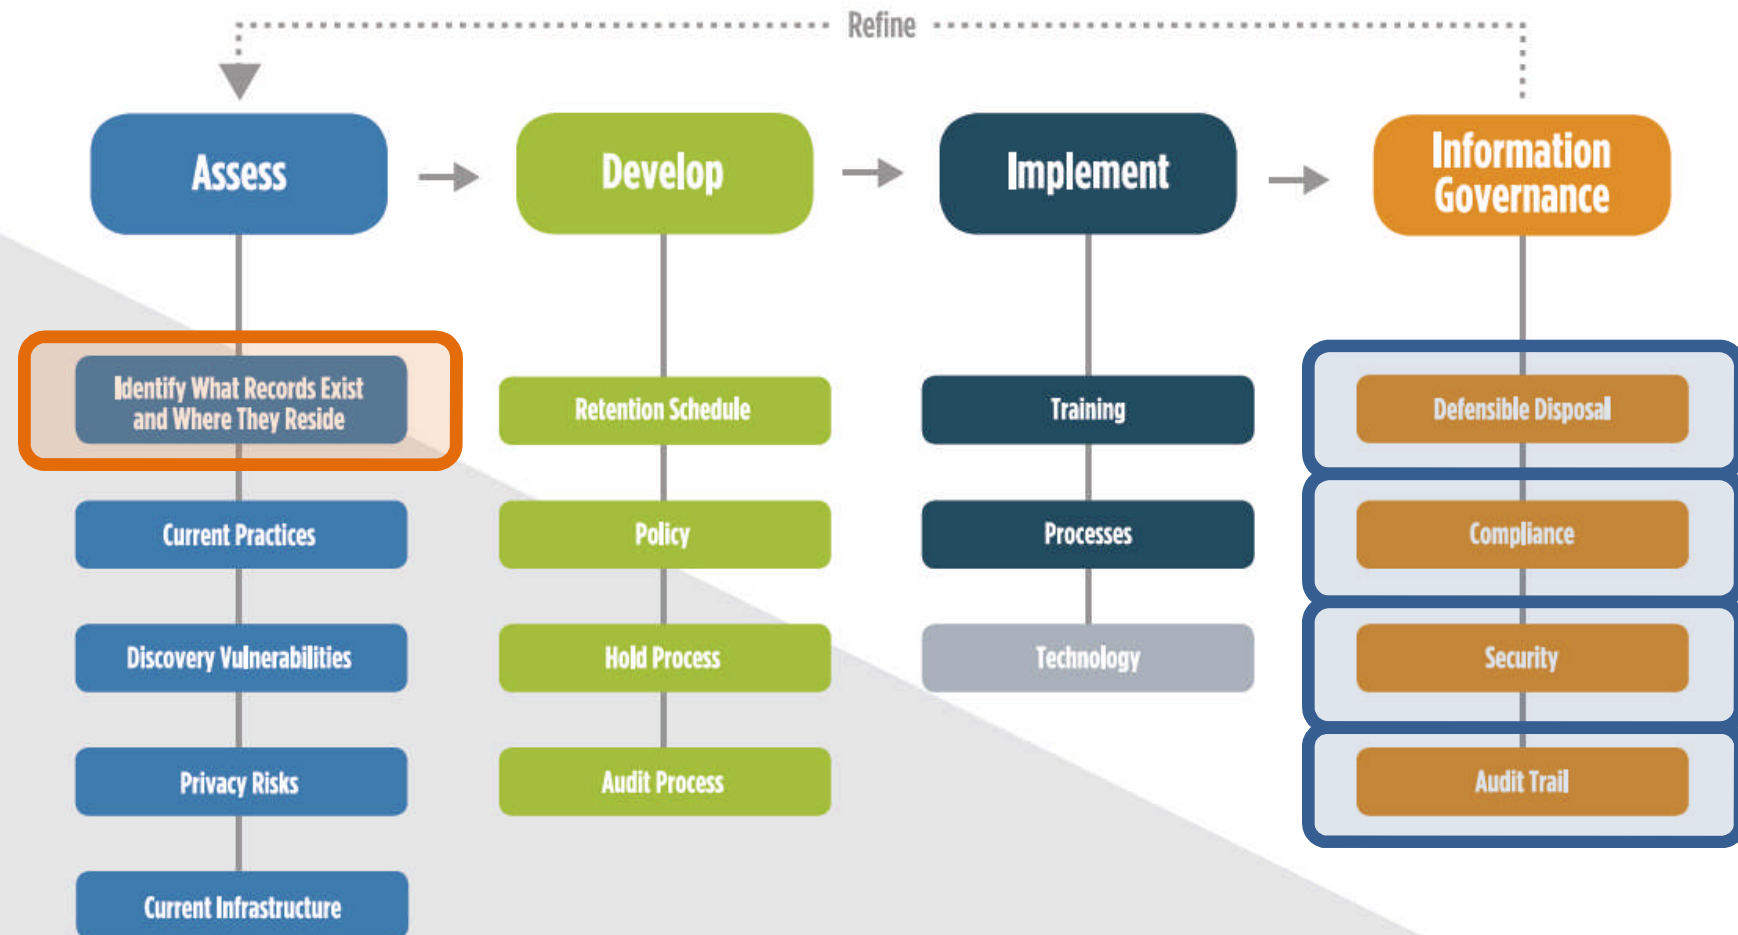 Refine
Assess
Develop
Implement
Information
Governance
Identify What Records Exist
and Where They Reside
Retention Schedule
Training
Defensible Disposal
Current Practices
Policy
Processes
Compliance
Discovery Vulnerabilities
Hold Process
Technology
Security
Privacy Risks
Audit Process
Audit Trail
Current Infrastructure